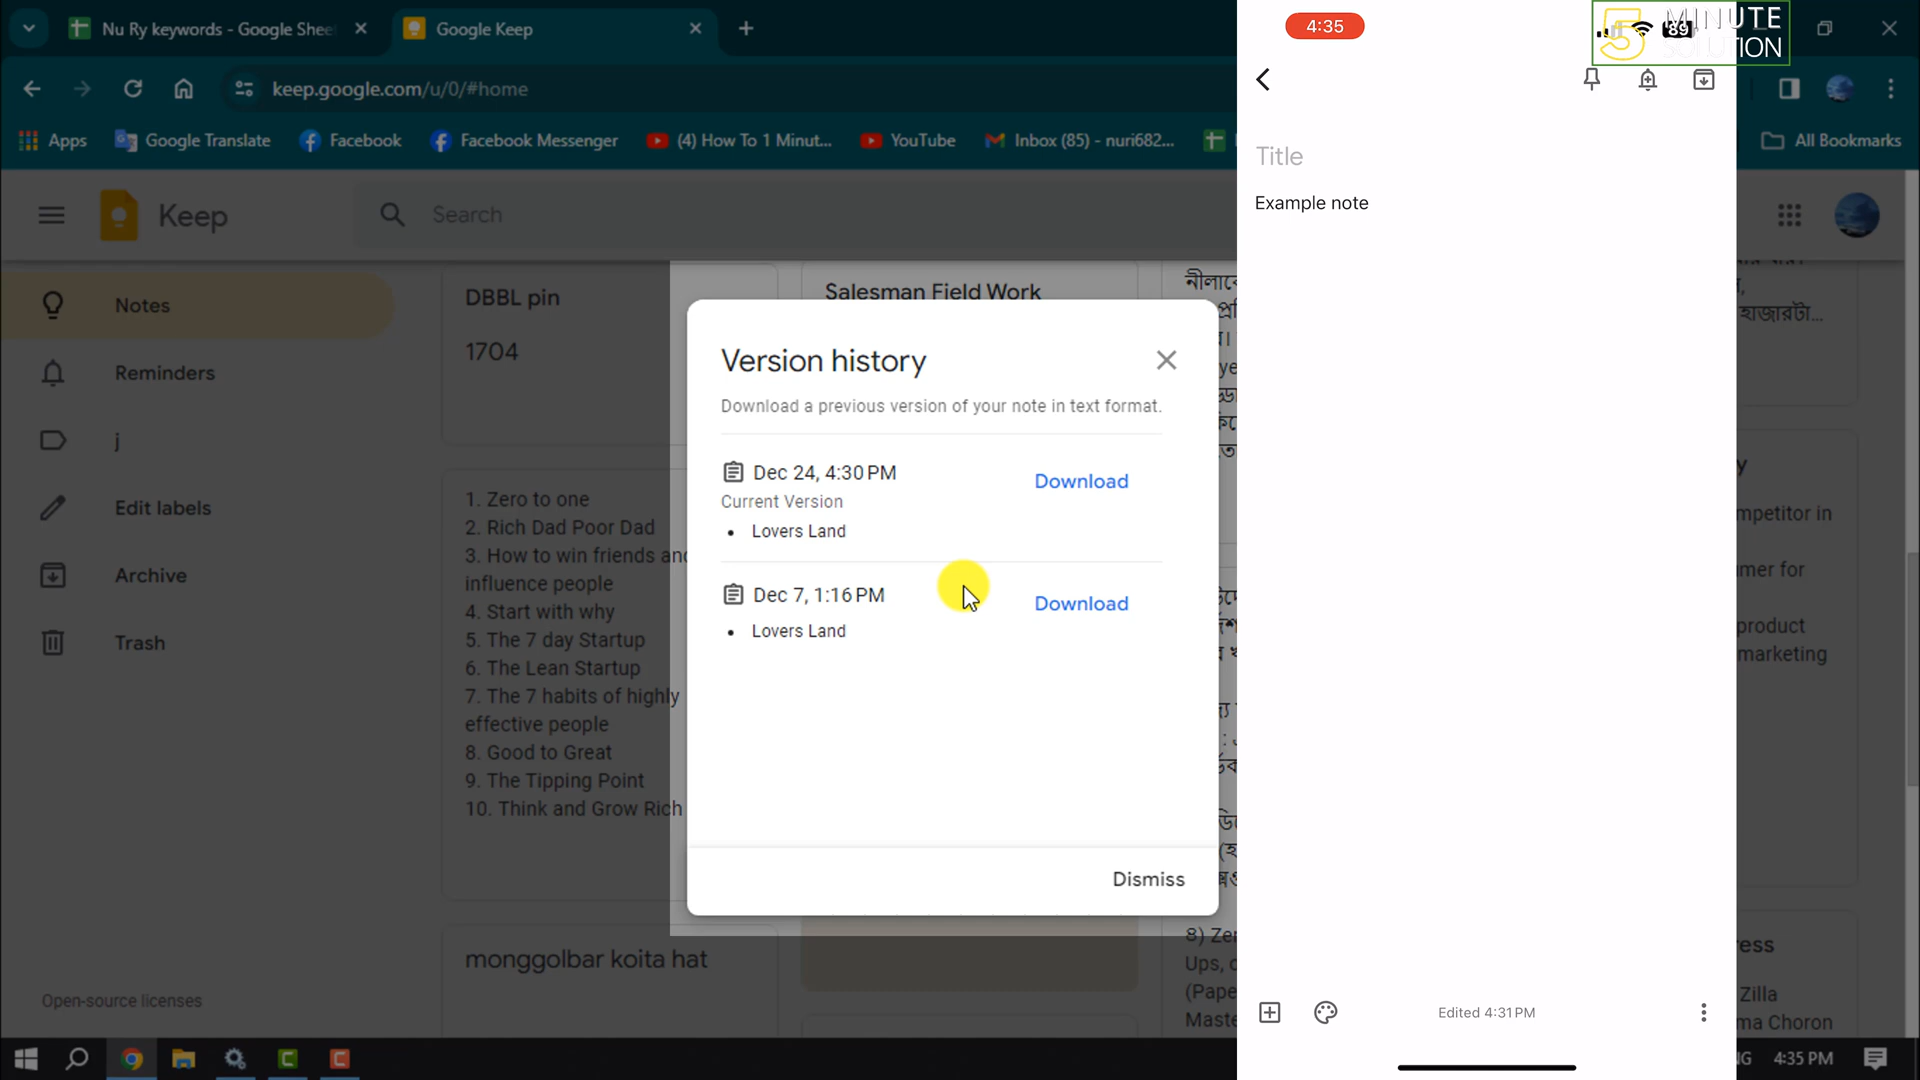 Nu Ry keywords - Google Shee
Google Keep
keep.google.com/u/0/#home
Apps
Google Translate
Facebook
Facebook Messenger
(4) How To 1 Minut...
YouTube
Inbox (85) - nuri682...
All Bookmarks
4:35
89
5 MINUTE
SOLUTION
Keep
Search
Title
Example note
Notes
Reminders
j
Edit labels
Archive
Trash
Open-source licenses
DBBL pin
1704
Salesman Field Work
1. Zero to one
2. Rich Dad Poor Dad
3. How to win friends and
influence people
4. Start with why
5. The 7 day Startup
6. The Lean Startup
7. The 7 habits of highly
effective people
8. Good to Great
9. The Tipping Point
10. Think and Grow Rich
monggolbar koita hat
Version history
Download a previous version of your note in text format.
Dec 24, 4:30 PM
Download
Current Version
• Lovers Land
Dec 7, 1:16 PM
Download
• Lovers Land
Dismiss
হাজারটা...
mpetitor in
product
marketing
Zilla
Edited 4:31 PM
4:35 PM